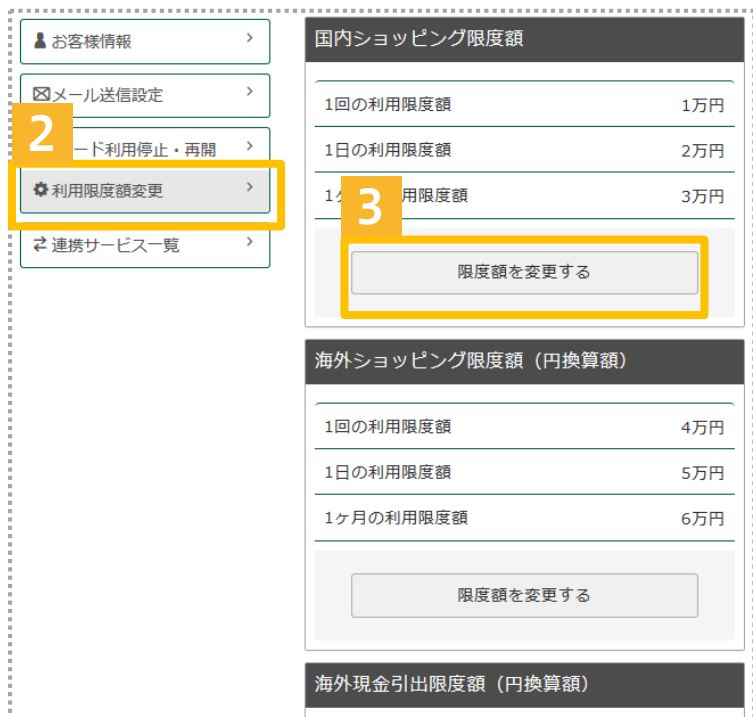 お客様情報
メール送信設定
2
ード利用停止・再開
利用限度額変更
連携サービス一覧
国内ショッピング限度額
1回の利用限度額 1万円
1日の利用限度額 2万円
3
1ヶ 用限度額 3万円
限度額を変更する
海外ショッピング限度額（円換算額）
1回の利用限度額 4万円
1日の利用限度額 5万円
1ヶ月の利用限度額 6万円
限度額を変更する
海外現金引出限度額（円換算額）